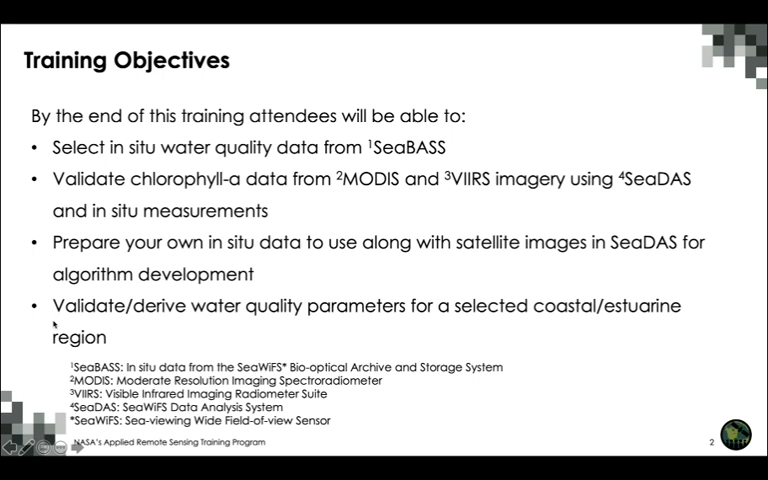 Training Objectives
By the end of this training attendees will be able to:
• Select in situ water quality data from ¹SeaBASS
• Validate chlorophyll-a data from ²MODIS and ³VIIRS imagery using ⁴SeaDAS
and in situ measurements
• Prepare your own in situ data to use along with satellite images in SeaDAS for
algorithm development
• Validate/derive water quality parameters for a selected coastal/estuarine
region
¹SeaBASS: In situ data from the SeaWiFS* Bio-optical Archive and Storage System
²MODIS: Moderate Resolution Imaging Spectroradiometer
³VIIRS: Visible Infrared Imaging Radiometer Suite
⁴SeaDAS: SeaWiFS Data Analysis System
*SeaWiFS: Sea-viewing Wide Field-of-view Sensor
NASA's Applied Remote Sensing Training Program
2